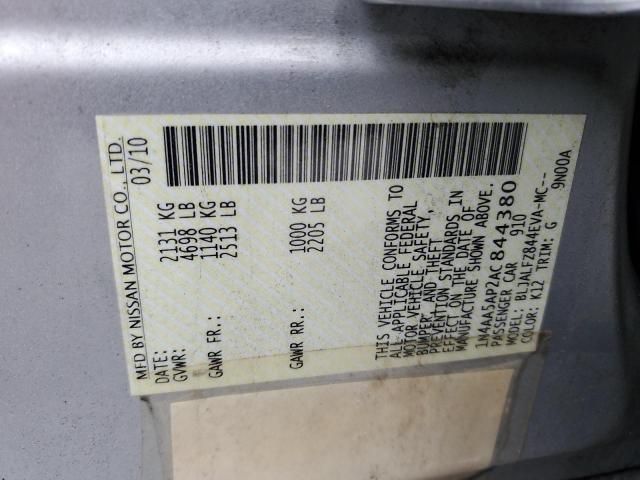 MFD BY NISSAN MOTOR CO., LTD.
03/10
2131 KG
GVWR: 4698 LB
1140 KG
GAWR FR.: 2513 LB
1000 KG
GAWR RR.: 2205 LB
THIS VEHICLE CONFORMS TO
ALL APPLICABLE FEDERAL
MOTOR VEHICLE SAFETY,
BUMPER, AND THEFT
PREVENTION STANDARDS IN
EFFECT ON THE DATE OF
MANUFACTURE SHOWN ABOVE.
1N4AA5AP2AC844380
PASSENGER CAR 910
MODEL: BLJALFZ844EVA-MC--
COLOR: K12 TRIM: G 9N00A